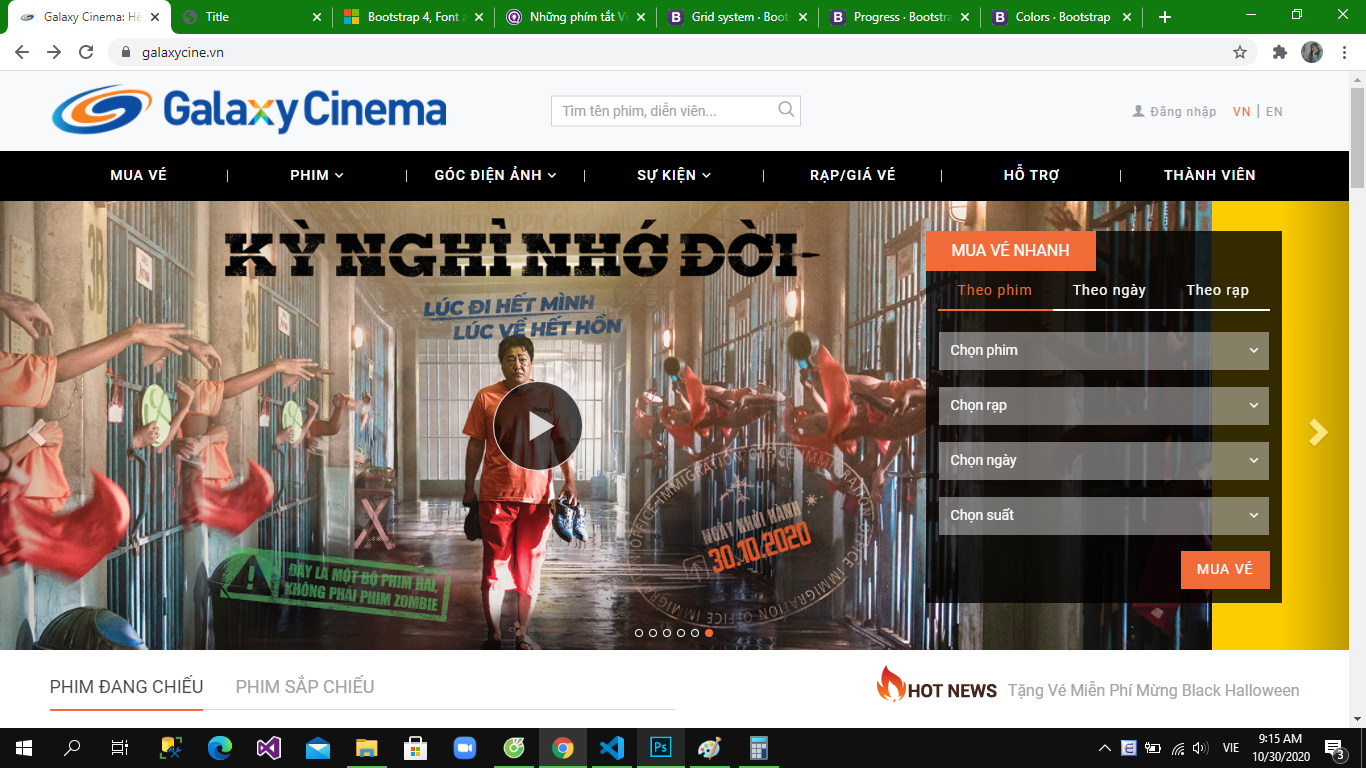 Galaxy Cinema: Hệ
Title
Bootstrap 4, Font a
Những phím tắt Vi
Grid system · Boots
Progress · Bootstra
Colors · Bootstrap
galaxycine.vn
Galaxy Cinema
Tìm tên phim, diễn viên...
Đăng nhập VN | EN
MUA VÉ | PHIM | GÓC ĐIỆN ẢNH | SỰ KIỆN | RẠP/GIÁ VÉ | HỖ TRỢ | THÀNH VIÊN
KỲ NGHỈ NHỚ ĐỜI
LÚC ĐI HẾT MÌNH
LÚC VỀ HẾT HỒN
3B
NGÀY KHỞI HÀNH
30.10.2020
IMMIGRATION OFFICE
ĐÂY LÀ MỘT BỘ PHIM HÀI,
KHÔNG PHẢI PHIM ZOMBIE
MUA VÉ NHANH
Theo phim Theo ngày Theo rạp
Chọn phim
Chọn rạp
Chọn ngày
Chọn suất
MUA VÉ
PHIM ĐANG CHIẾU PHIM SẮP CHIẾU
HOT NEWS Tặng Vé Miễn Phí Mừng Black Halloween
Ps
VIE
9:15 AM
10/30/2020
3